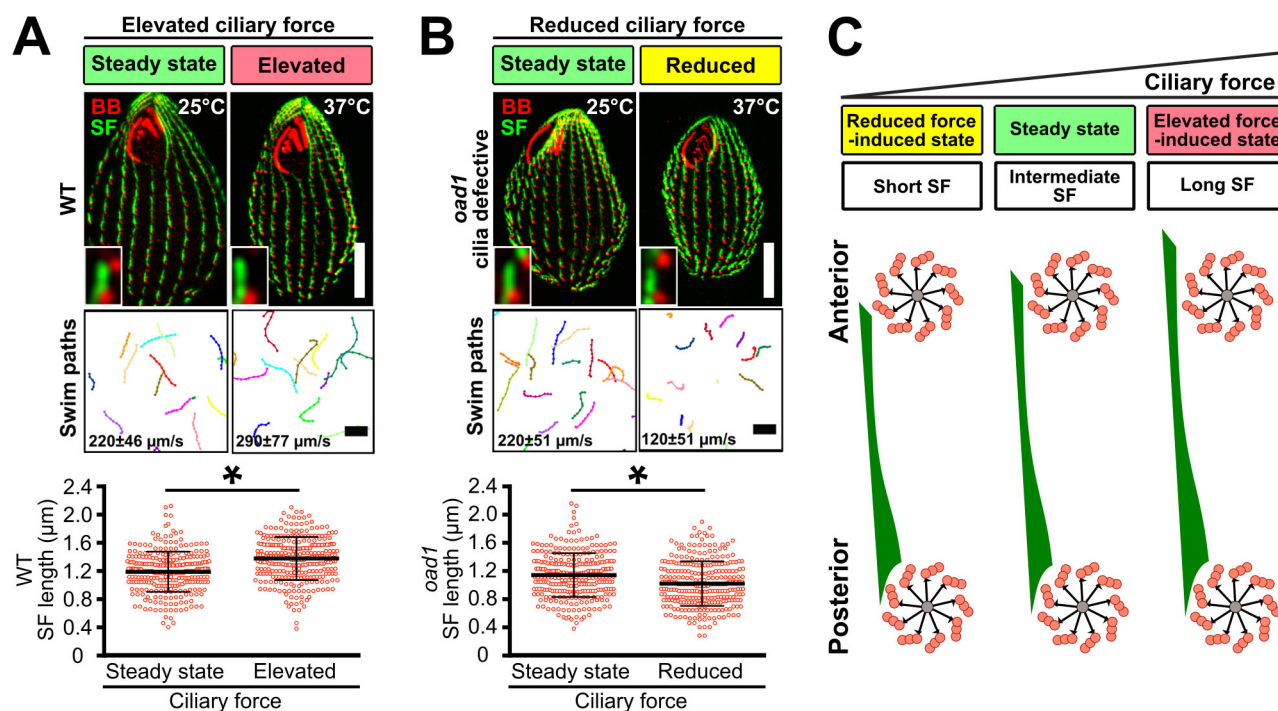 A
Elevated ciliary force
Steady state
Elevated
BB
SF
25°C
37°C
WT
Swim paths
220±46 µm/s
290±77 µm/s
*
WT
SF length (µm)
2.4
2.0
1.6
1.2
0.8
0.4
0
Steady state
Elevated
Ciliary force
B
Reduced ciliary force
Steady state
Reduced
BB
SF
25°C
37°C
oad1
cilia defective
Swim paths
220±51 µm/s
120±51 µm/s
*
oad1
SF length (µm)
2.4
2.0
1.6
1.2
0.8
0.4
0
Steady state
Reduced
Ciliary force
C
Ciliary force
Reduced force
-induced state
Steady state
Elevated force
-induced state
Short SF
Intermediate
SF
Long SF
Anterior
Posterior